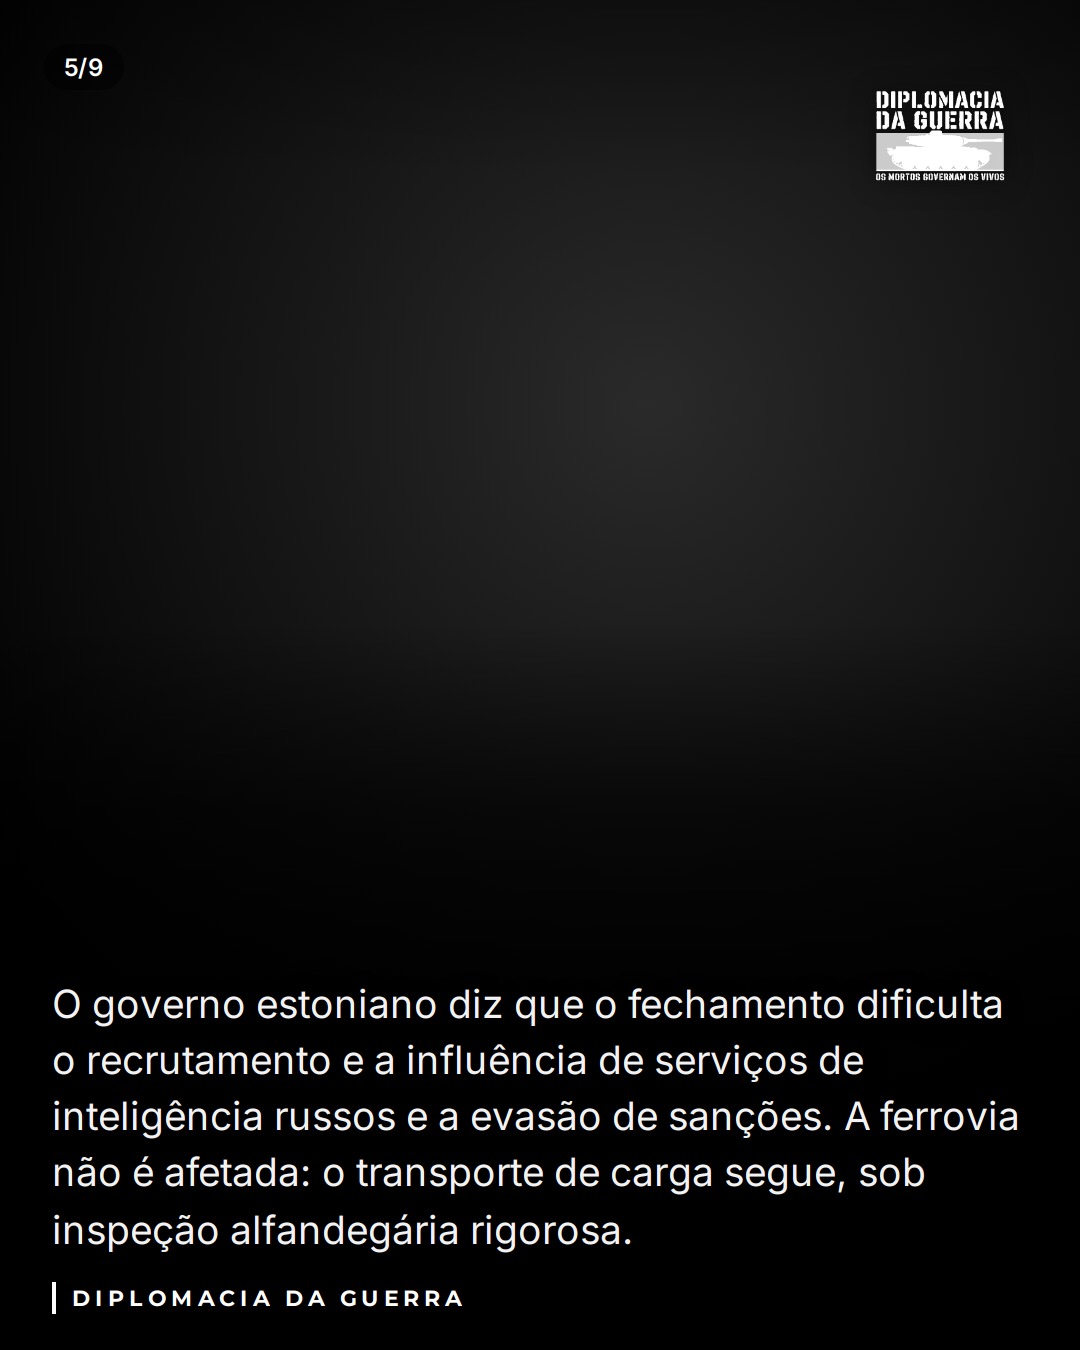 5/9
DIPLOMACIA
DA GUERRA
OS MORTOS GOVERNAM OS VIVOS
O governo estoniano diz que o fechamento dificulta
o recrutamento e a influência de serviços de
inteligência russos e a evasão de sanções. A ferrovia
não é afetada: o transporte de carga segue, sob
inspeção alfandegária rigorosa.
DIPLOMACIA DA GUERRA